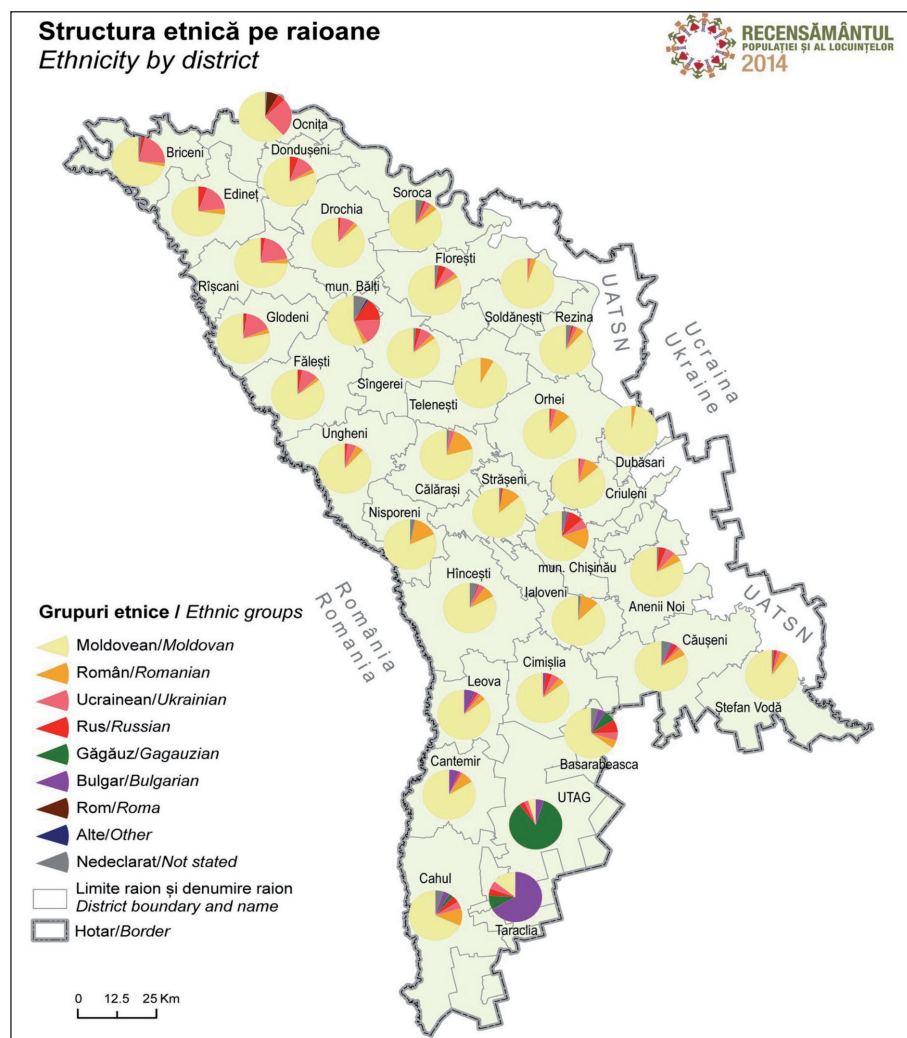 Structura etnică pe raioane
Ethnicity by district
RECENSĂMÂNTUL
POPULAȚIEI ȘI AL LOCUINȚELOR
2014
Ocnița
Briceni
Dondușeni
Edineț
Soroca
Drochia
Florești
Rîșcani
mun. Bălți
Șoldănești
Rezina
UATSN
Ucraina
Ukraine
Glodeni
Fălești
Sîngerei
Telenești
Orhei
Ungheni
Dubăsari
Călărași
Strășeni
Criuleni
Nisporeni
mun. Chișinău
Hîncești
Ialoveni
Anenii Noi
România
Romania
UATSN
Căușeni
Cimișlia
Leova
Ștefan Vodă
Basarabeasca
Cantemir
UTAG
Cahul
Taraclia
Grupuri etnice / Ethnic groups
Moldovean/Moldovan
Român/Romanian
Ucrainean/Ukrainian
Rus/Russian
Găgăuz/Gagauzian
Bulgar/Bulgarian
Rom/Roma
Alte/Other
Nedeclarat/Not stated
Limite raion și denumire raion
District boundary and name
Hotar/Border
0 12.5 25 Km